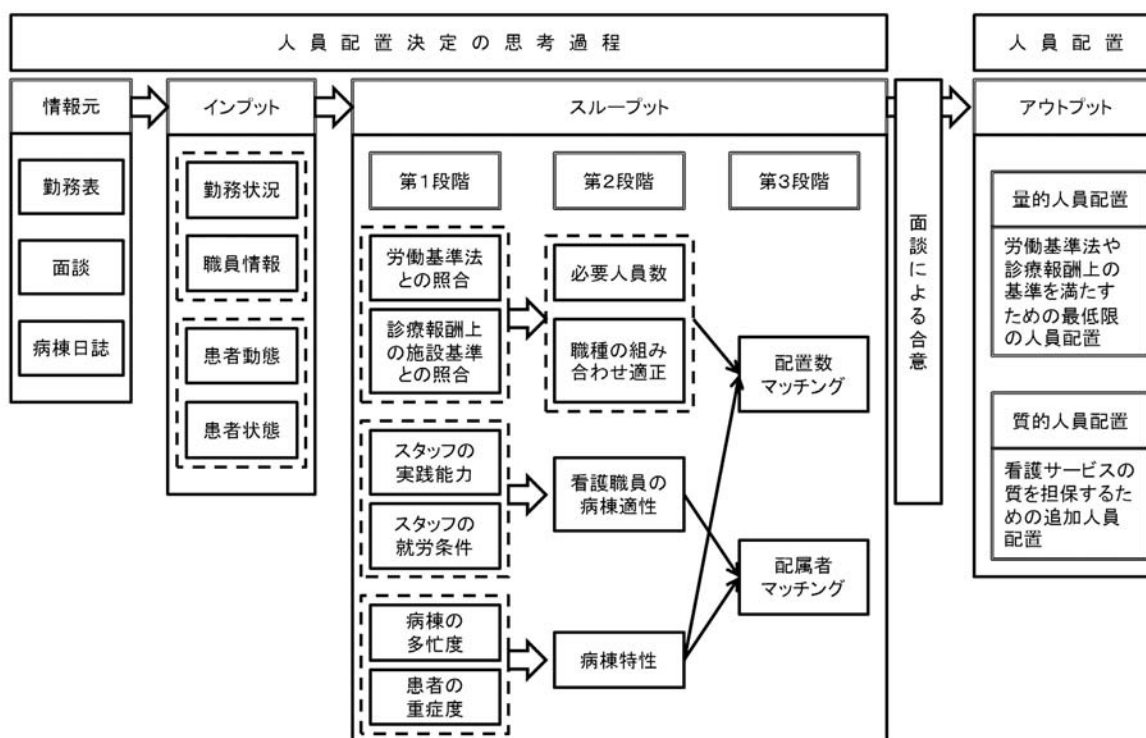 人員配置決定の思考過程
人員配置
情報元
インプット
スループット
アウトプット
勤務表
面談
病棟日誌
勤務状況
職員情報
患者動態
患者状態
第1段階
第2段階
第3段階
労働基準法
との照合
診療報酬上
の施設基準
との照合
スタッフの
実践能力
スタッフの
就労条件
病棟の
多忙度
患者の
重症度
必要人員数
職種の組み
合わせ適正
看護職員の
病棟適性
病棟特性
配置数
マッチング
配属者
マッチング
面談による合意
量的人員配置
労働基準法や
診療報酬上の
基準を満たす
ための最低限
の人員配置
質的人員配置
看護サービスの
質を担保するた
めの追加人員
配置